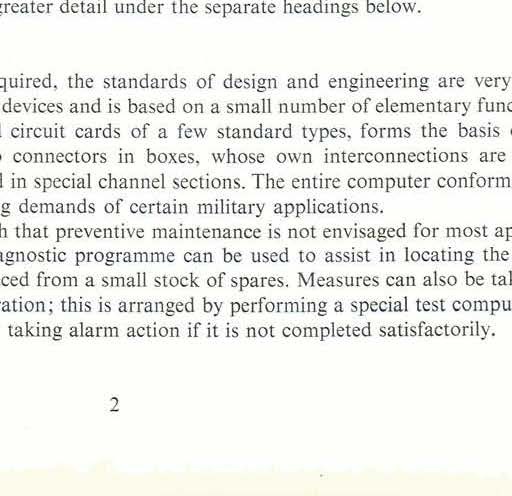 greater detail under the separate headings below.
quired, the standards of design and engineering are very
devices and is based on a small number of elementary func
circuit cards of a few standard types, forms the basis
connectors in boxes, whose own interconnections are
in special channel sections. The entire computer conform
g demands of certain military applications.
h that preventive maintenance is not envisaged for most ap
agnostic programme can be used to assist in locating the
ced from a small stock of spares. Measures can also be tak
ration; this is arranged by performing a special test compu
taking alarm action if it is not completed satisfactorily.
2